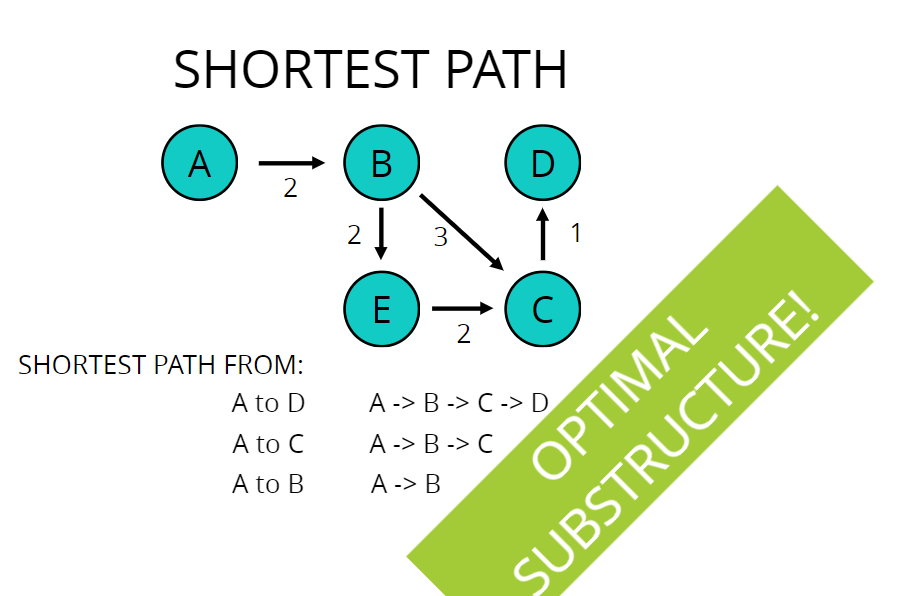 SHORTEST PATH
A
2
B
D
2
3
1
E
2
C
SHORTEST PATH FROM:
A to D A -> B -> C -> D
A to C A -> B -> C
A to B A -> B
OPTIMAL
SUBSTRUCTURE!